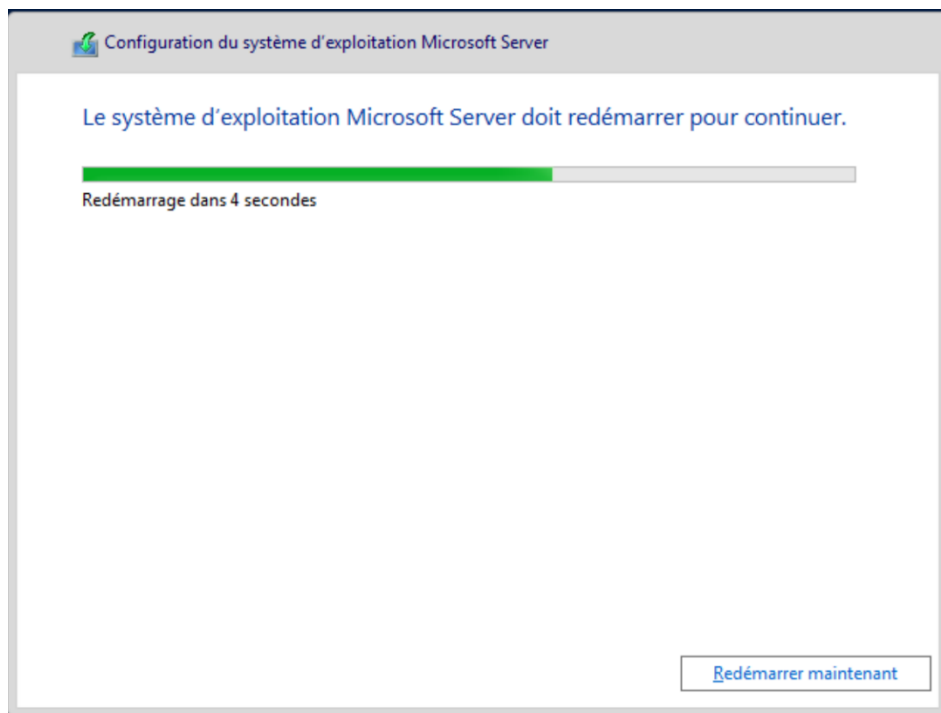 Configuration du système d'exploitation Microsoft Server
Le système d'exploitation Microsoft Server doit redémarrer pour continuer.
Redémarrage dans 4 secondes
Redémarrer maintenant